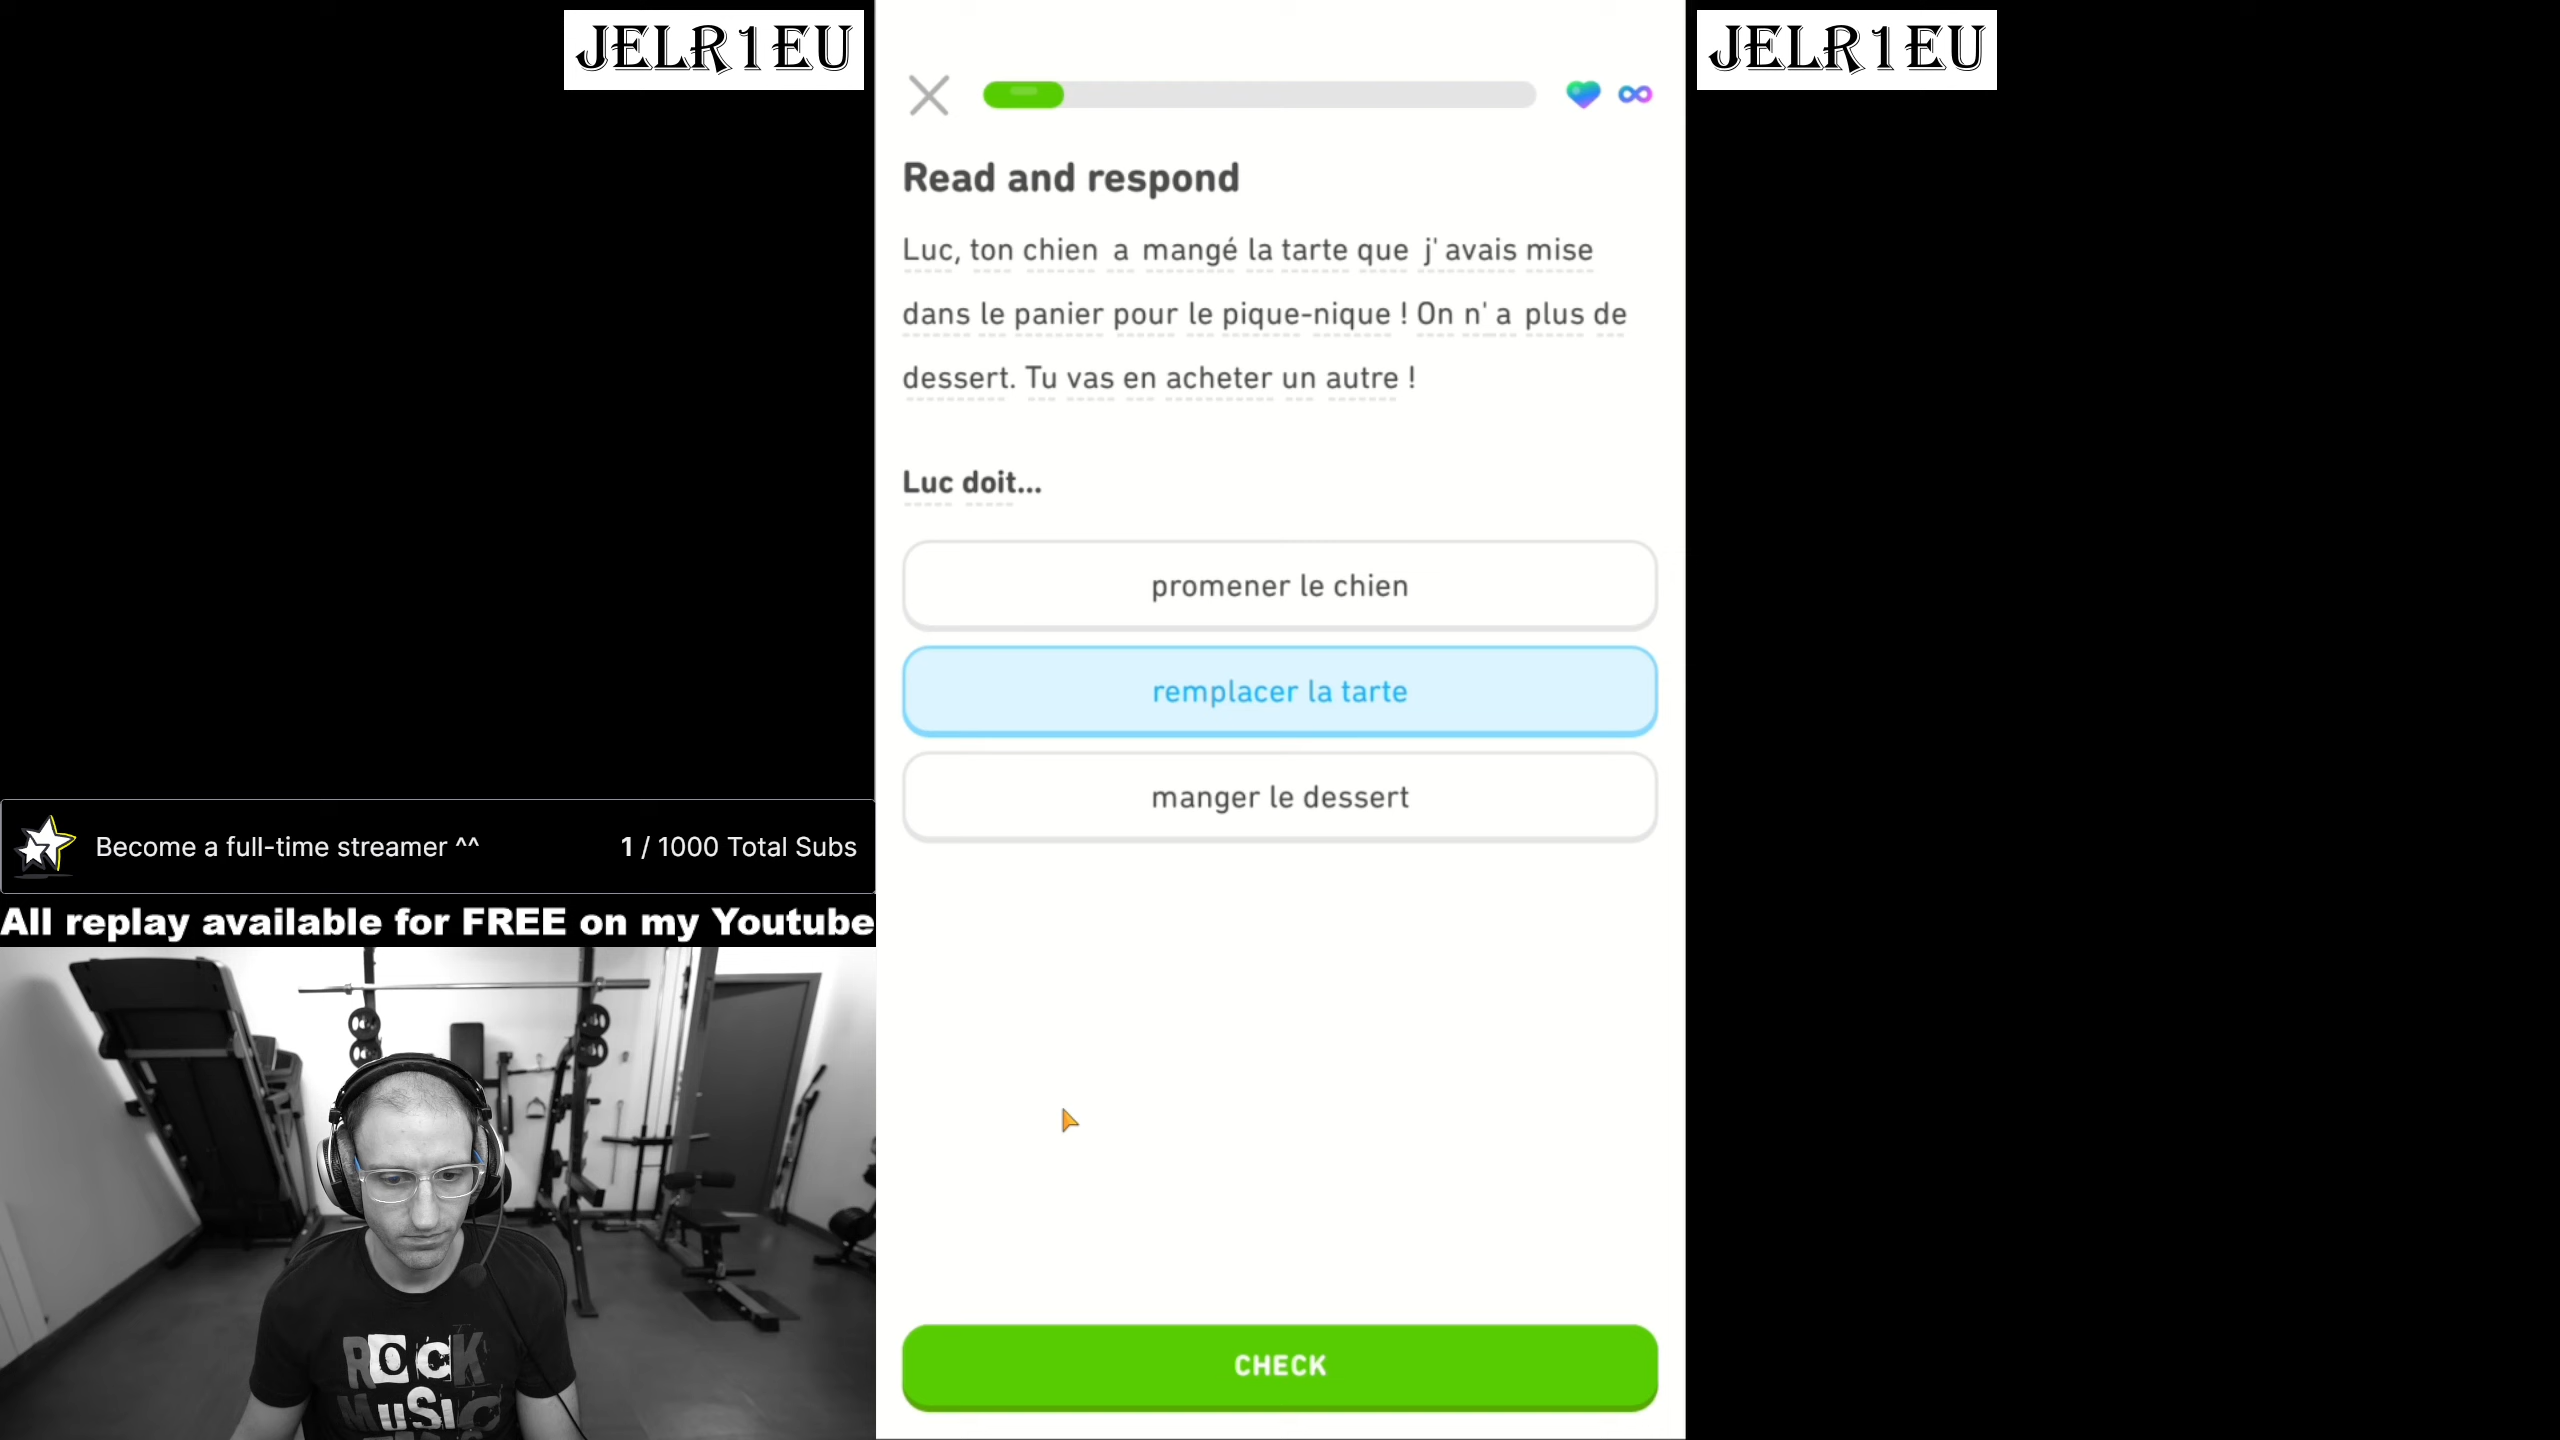 JELR1EU
JELR1EU
Read and respond
Luc, ton chien a mangé la tarte que j'avais mise
dans le panier pour le pique-nique ! On n'a plus de
dessert. Tu vas en acheter un autre !
Luc doit...
promener le chien
remplacer la tarte
manger le dessert
CHECK
Become a full-time streamer ^^ 1 / 1000 Total Subs
All replay available for FREE on my Youtube
ROCK
MUSIC